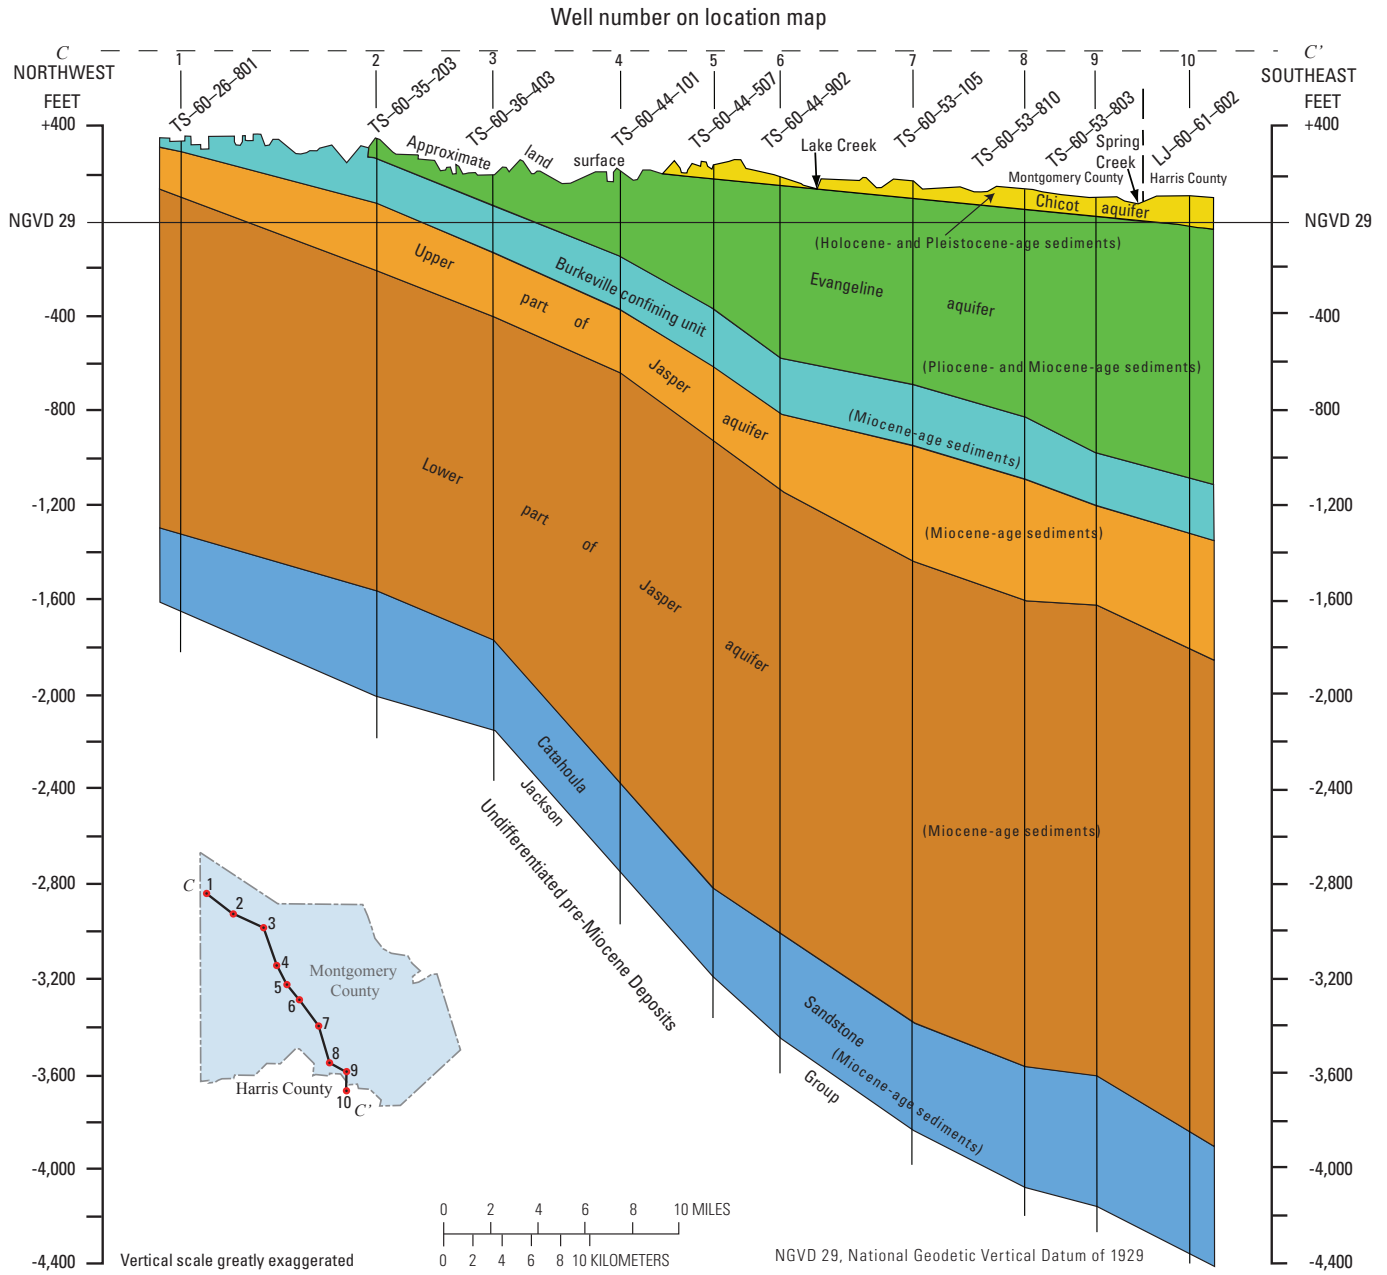 Well number on location map
C
C’
NORTHWEST
SOUTHEAST
FEET
FEET
1
2
3
4
5
6
7
8
9
10
TS–60–26–801
TS–60–35–203
TS–60–36–403
TS–60–44–101
TS–60–44–507
TS–60–44–902
TS–60–53–105
TS–60–53–810
TS–60–53–803
LJ–60–61–602
+400
NGVD 29
-400
-800
-1,200
-1,600
-2,000
-2,400
-2,800
-3,200
-3,600
-4,000
-4,400
+400
NGVD 29
-400
-800
-1,200
-1,600
-2,000
-2,400
-2,800
-3,200
-3,600
-4,000
-4,400
Approximate land surface
Lake Creek
Spring
Creek
Montgomery County
Harris County
Chicot aquifer
(Holocene- and Pleistocene-age sediments)
Evangeline aquifer
(Pliocene- and Miocene-age sediments)
Burkeville confining unit
(Miocene-age sediments)
Upper part of Jasper aquifer
(Miocene-age sediments)
Lower part of Jasper aquifer
(Miocene-age sediments)
Catahoula Sandstone
(Miocene-age sediments)
Jackson Group
Undifferentiated pre-Miocene Deposits
C
1
2
3
4
5
6
7
8
9
10
C’
Montgomery
County
Harris County
0 2 4 6 8 10 MILES
0 2 4 6 8 10 KILOMETERS
Vertical scale greatly exaggerated
NGVD 29, National Geodetic Vertical Datum of 1929